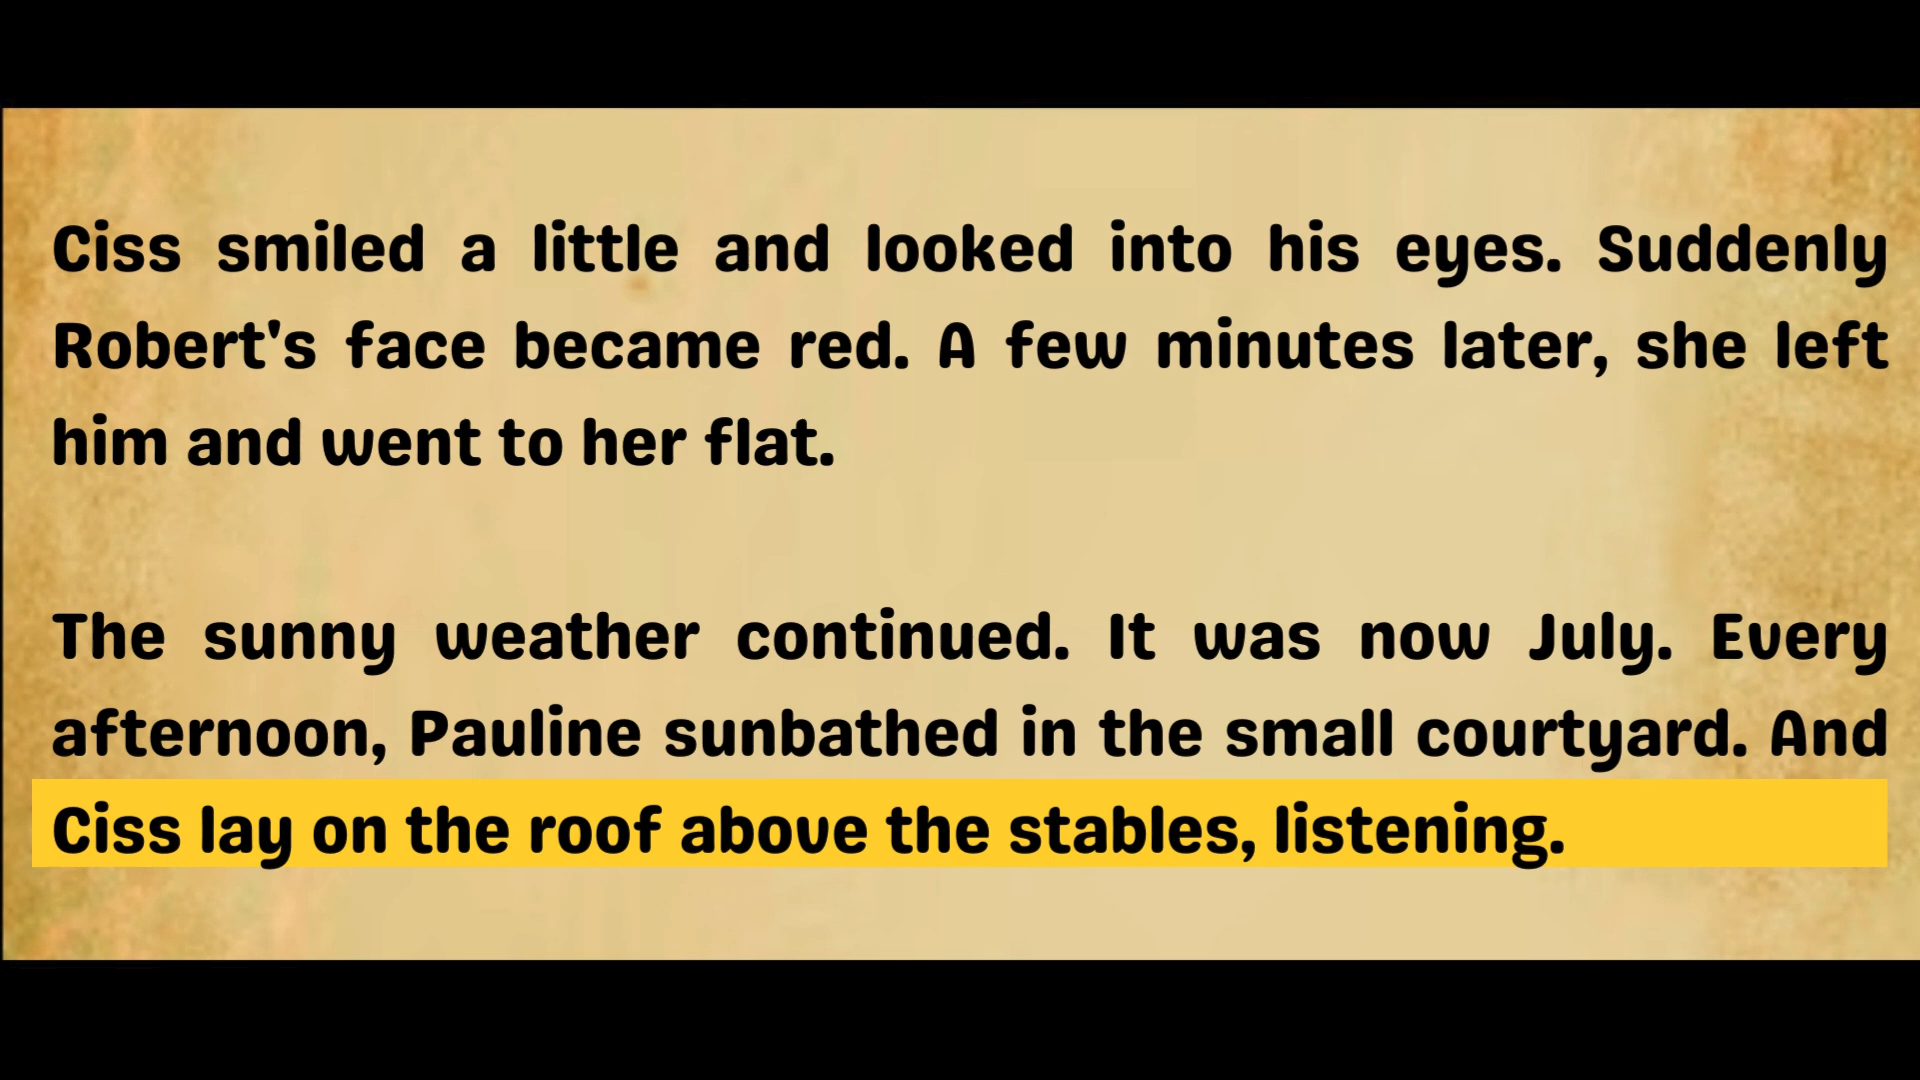 Ciss smiled a little and looked into his eyes. Suddenly
Robert's face became red. A few minutes later, she left
him and went to her flat.
The sunny weather continued. It was now July. Every
afternoon, Pauline sunbathed in the small courtyard. And
Ciss lay on the roof above the stables, listening.